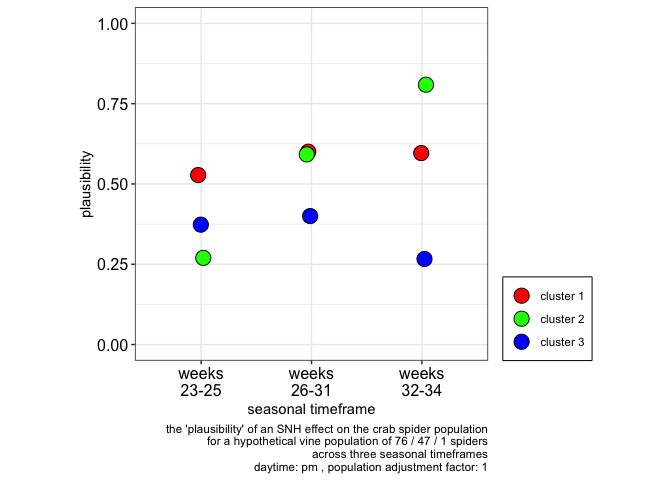 1.00
0.75
0.50
0.25
0.00
plausibility
weeks
23-25
weeks
26-31
weeks
32-34
seasonal timeframe
cluster 1
cluster 2
cluster 3
the 'plausibility' of an SNH effect on the crab spider population
for a hypothetical vine population of 76 / 47 / 1 spiders
across three seasonal timeframes
daytime: pm , population adjustment factor: 1